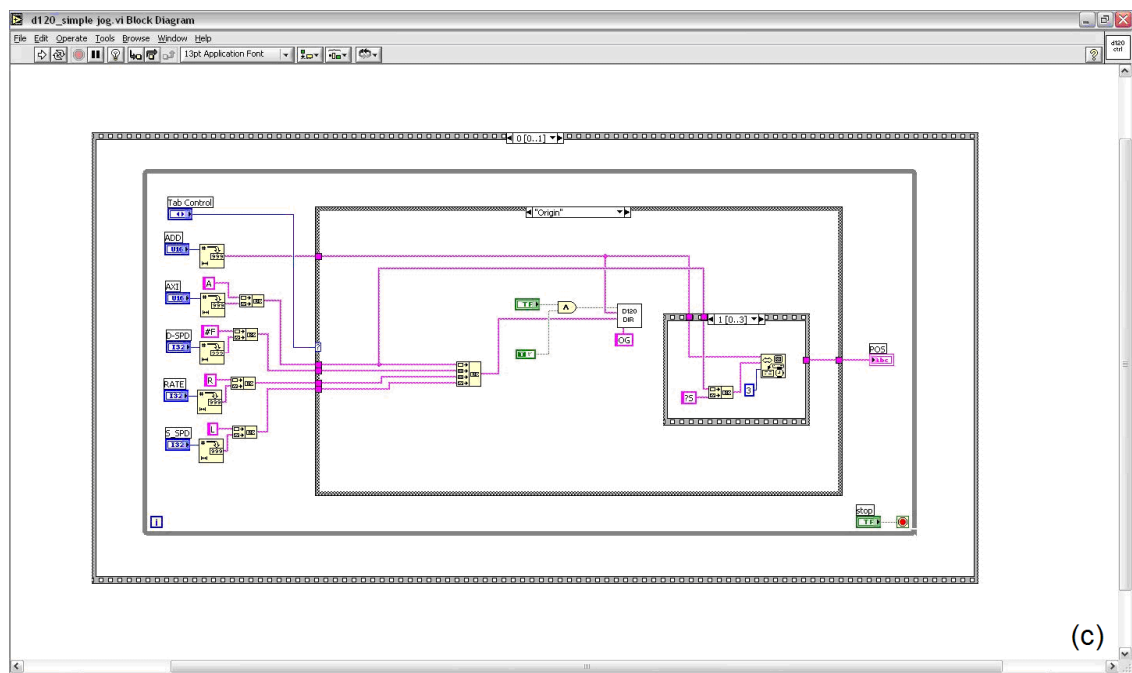 d120_simple jog.vi Block Diagram
File Edit Operate Tools Browse Window Help
13pt Application Font
d120
ctrl
0 [0..1]
Tab Control
"Origin"
ADD
U16
AXI
U16
A
TF
D120
DIR
OG
1 [0..3]
D-SPD
I32
#F
RATE
I32
R
?S
3
POS
abc
S_SPD
I32
L
i
stop
TF
(c)